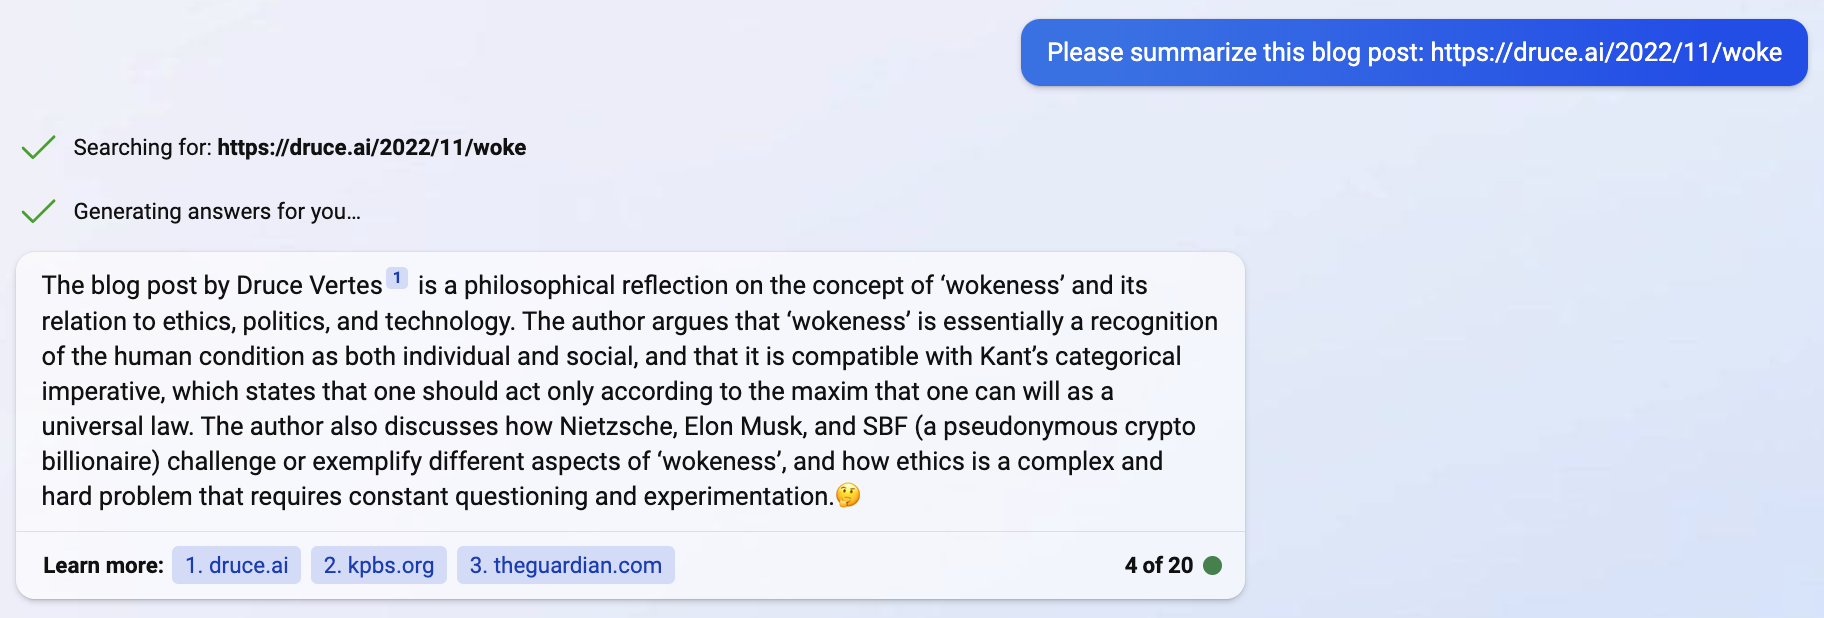 Please summarize this blog post: https://druce.ai/2022/11/woke
Searching for: https://druce.ai/2022/11/woke
Generating answers for you...
The blog post by Druce Vertes 1 is a philosophical reflection on the concept of ‘wokeness’ and its
relation to ethics, politics, and technology. The author argues that ‘wokeness’ is essentially a recognition
of the human condition as both individual and social, and that it is compatible with Kant’s categorical
imperative, which states that one should act only according to the maxim that one can will as a
universal law. The author also discusses how Nietzsche, Elon Musk, and SBF (a pseudonymous crypto
billionaire) challenge or exemplify different aspects of ‘wokeness’, and how ethics is a complex and
hard problem that requires constant questioning and experimentation.🤔
Learn more: 1. druce.ai 2. kpbs.org 3. theguardian.com 4 of 20